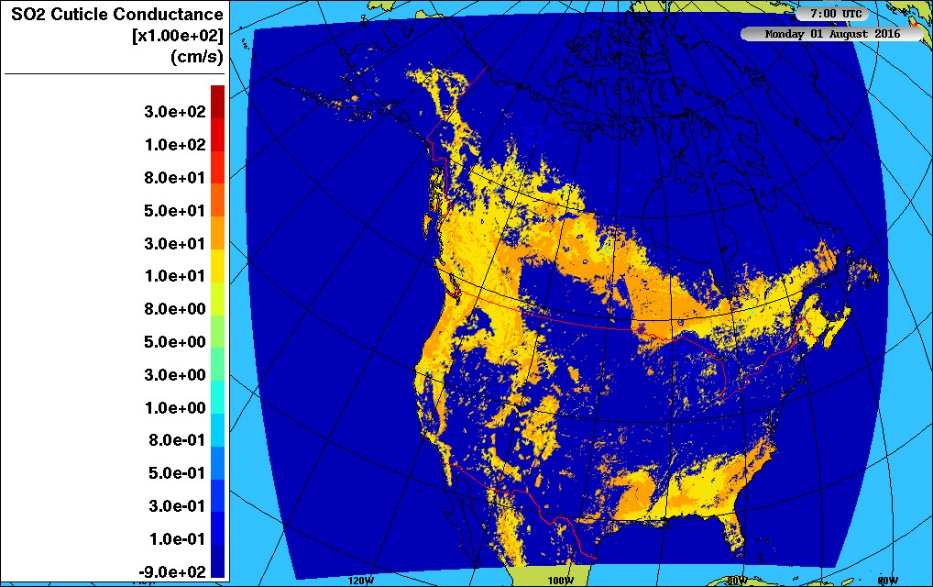 SO2 Cuticle Conductance
[x1.00e+02]
(cm/s)
7:00 UTC
Monday 01 August 2016
3.0e+02
1.0e+02
8.0e+01
5.0e+01
3.0e+01
1.0e+01
8.0e+00
5.0e+00
3.0e+00
1.0e+00
8.0e-01
5.0e-01
3.0e-01
1.0e-01
-9.0e+02
120W
100W
80W